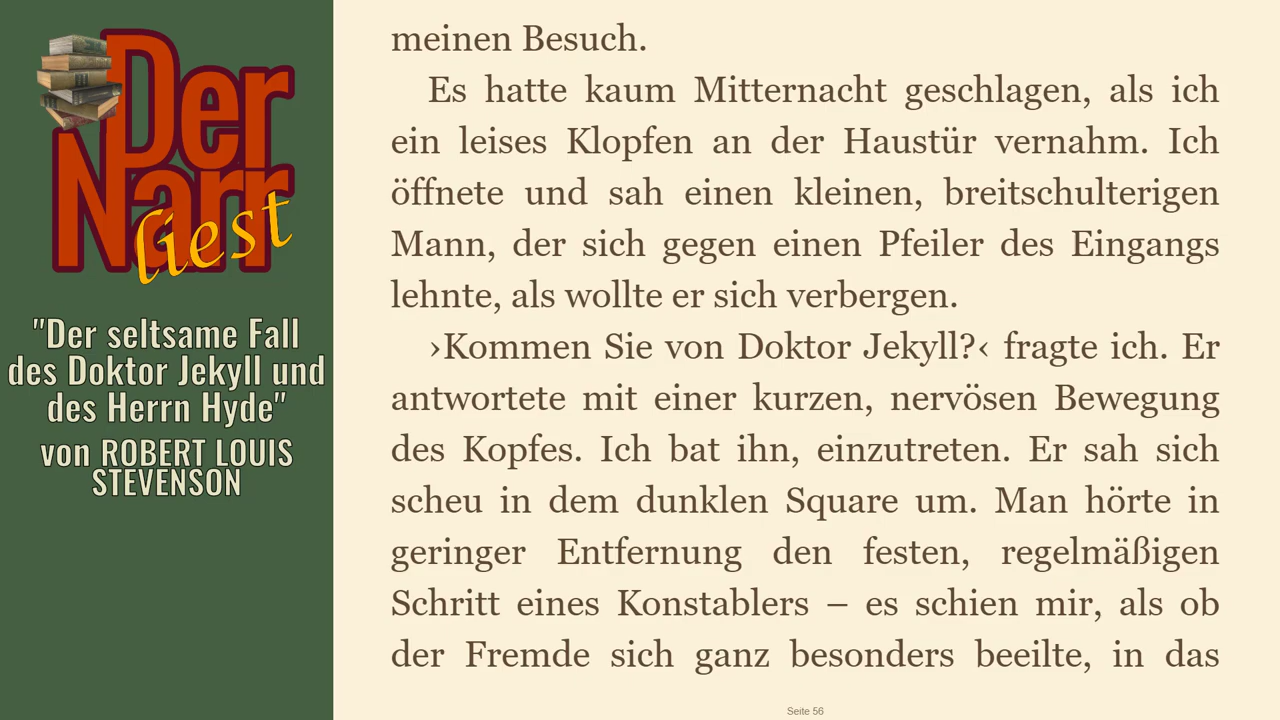 Der
Narr
liest
"Der seltsame Fall
des Doktor Jekyll und
des Herrn Hyde"
von ROBERT LOUIS
STEVENSON
meinen Besuch.
Es hatte kaum Mitternacht geschlagen, als ich
ein leises Klopfen an der Haustür vernahm. Ich
öffnete und sah einen kleinen, breitschulterigen
Mann, der sich gegen einen Pfeiler des Eingangs
lehnte, als wollte er sich verbergen.
›Kommen Sie von Doktor Jekyll?‹ fragte ich. Er
antwortete mit einer kurzen, nervösen Bewegung
des Kopfes. Ich bat ihn, einzutreten. Er sah sich
scheu in dem dunklen Square um. Man hörte in
geringer Entfernung den festen, regelmäßigen
Schritt eines Konstablers – es schien mir, als ob
der Fremde sich ganz besonders beeilte, in das
Seite 56